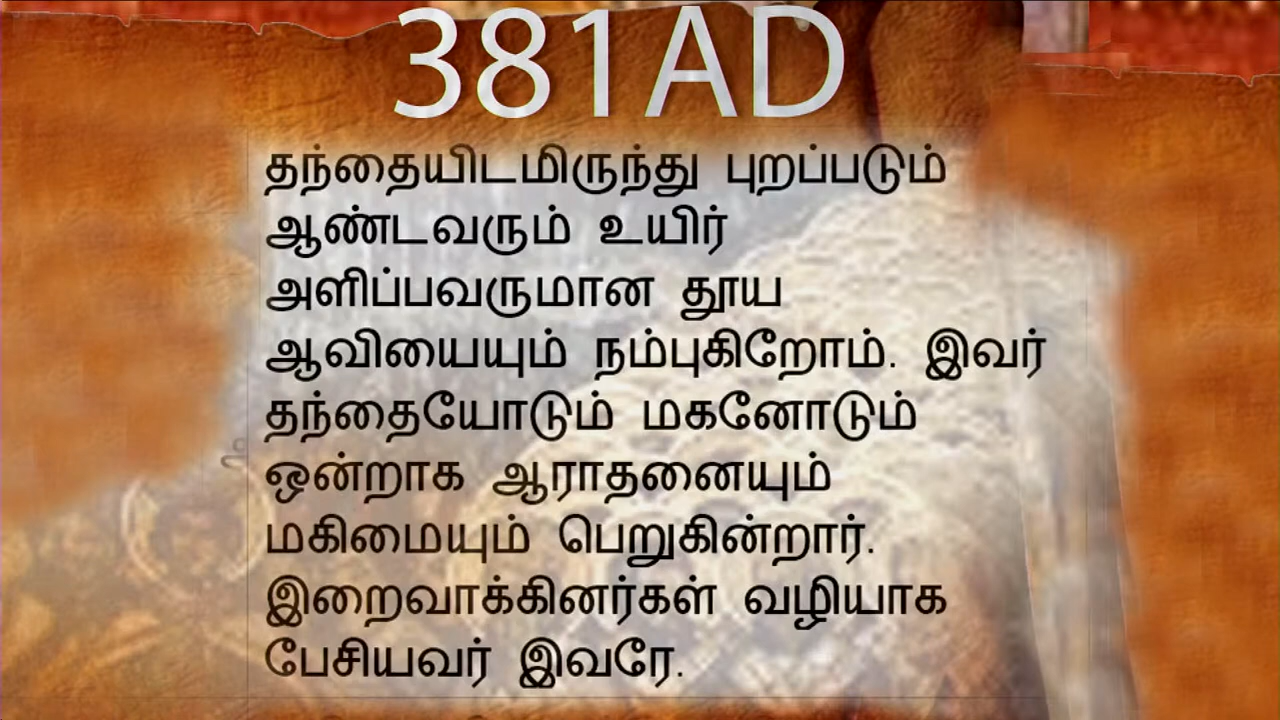 381AD
தந்தையிடமிருந்து புறப்படும்
ஆண்டவரும் உயிர்
அளிப்பவருமான தூய
ஆவியையும் நம்புகிறோம். இவர்
தந்தையோடும் மகனோடும்
ஒன்றாக ஆராதனையும்
மகிமையும் பெறுகின்றார்.
இறைவாக்கினர்கள் வழியாக
பேசியவர் இவரே.